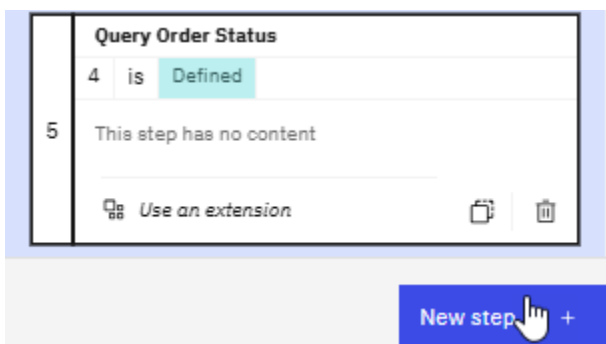 Query Order Status
4 is Defined
5
This step has no content
Use an extension
New step +